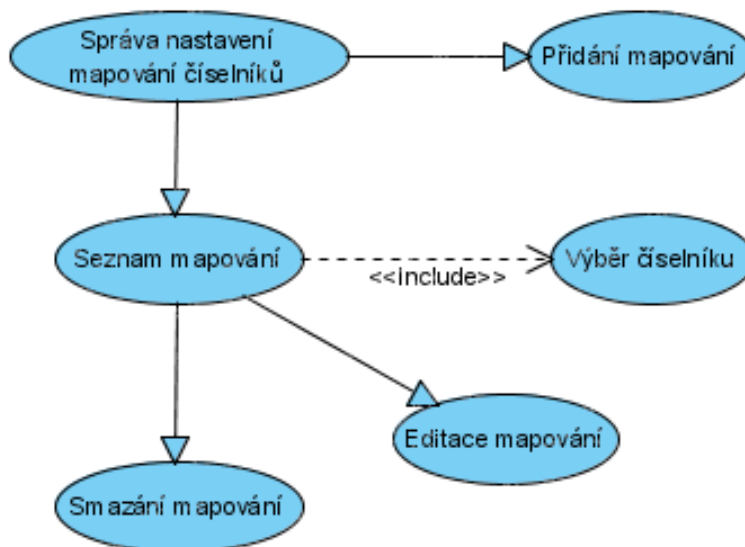 Správa nastavení
mapování číselníků
Přidání mapování
Seznam mapování
<<include>>
Výběr číselníku
Editace mapování
Smazání mapování